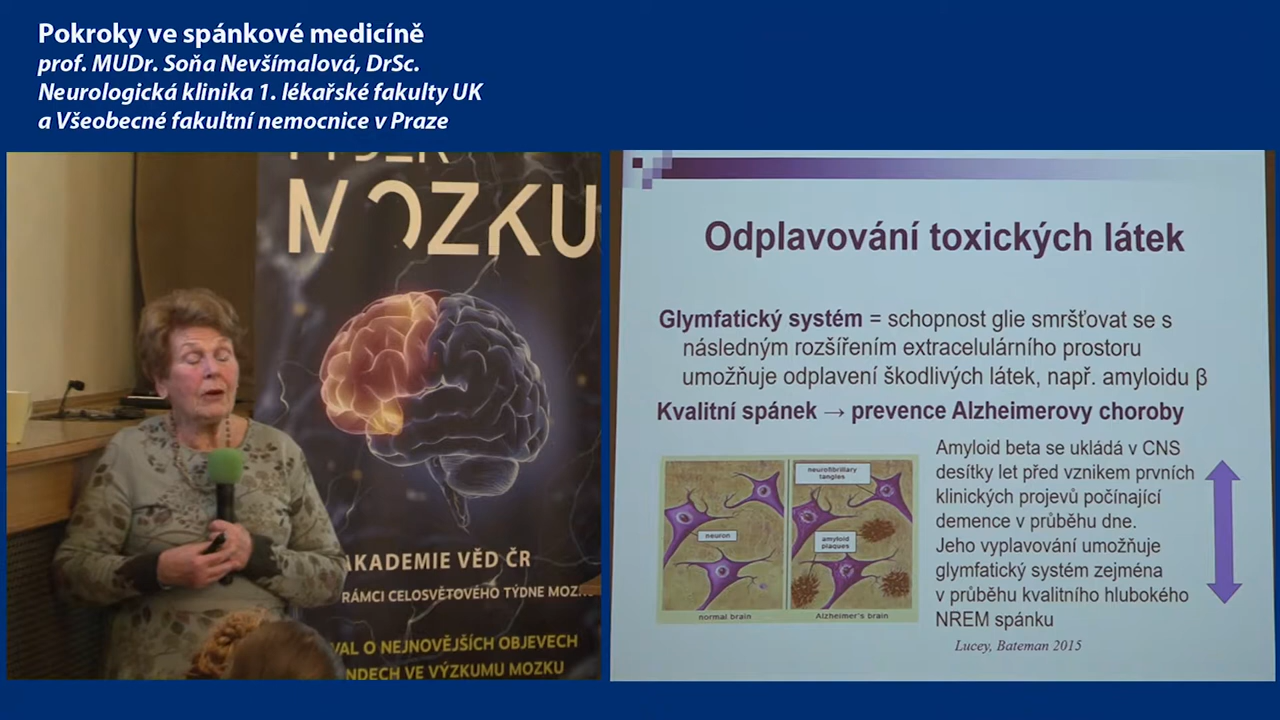 Pokroky ve spánkové medicíně
prof. MUDr. Soňa Nevšímalová, DrSc.
Neurologická klinika 1. lékařské fakulty UK
a Všeobecné fakultní nemocnice v Praze
MOZKU
AKADEMIE VĚD ČR
RÁMCI CELOSVĚTOVÉHO TÝDNE MOZK
VAL O NEJNOVĚJŠÍCH OBJEVECH
NDECH VE VÝZKUMU MOZKU
Odplavování toxických látek
Glymfatický systém = schopnost glie smršťovat se s
následným rozšířením extracelulárního prostoru
umožňuje odplavení škodlivých látek, např. amyloidu β
Kvalitní spánek → prevence Alzheimerovy choroby
neurofibrillary
tangles
neuron
amyloid
plaques
normal brain
Alzheimer's brain
Amyloid beta se ukládá v CNS
desítky let před vznikem prvních
klinických projevů počínající
demence v průběhu dne.
Jeho vyplavování umožňuje
glymfatický systém zejména
v průběhu kvalitního hlubokého
NREM spánku
Lucey, Bateman 2015